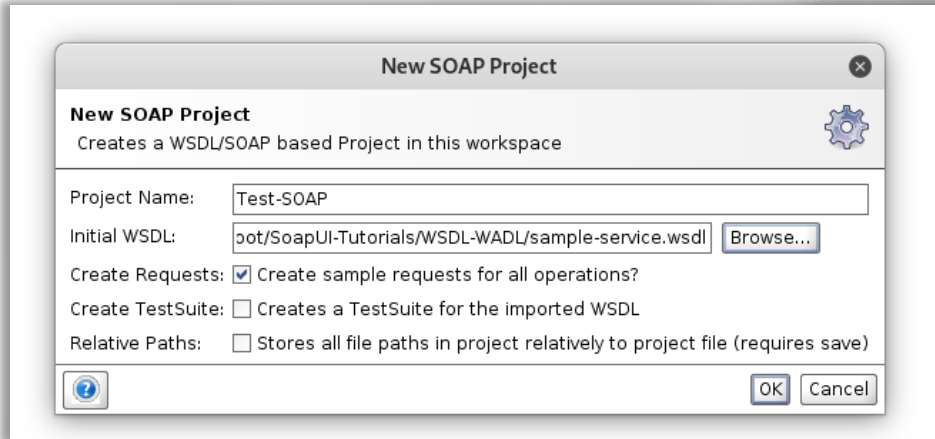 New SOAP Project
New SOAP Project
Creates a WSDL/SOAP based Project in this workspace
Project Name: Test-SOAP
Initial WSDL: oot/SoapUI-Tutorials/WSDL-WADL/sample-service.wsdl Browse...
Create Requests: Create sample requests for all operations?
Create TestSuite: Creates a TestSuite for the imported WSDL
Relative Paths: Stores all file paths in project relatively to project file (requires save)
? OK Cancel